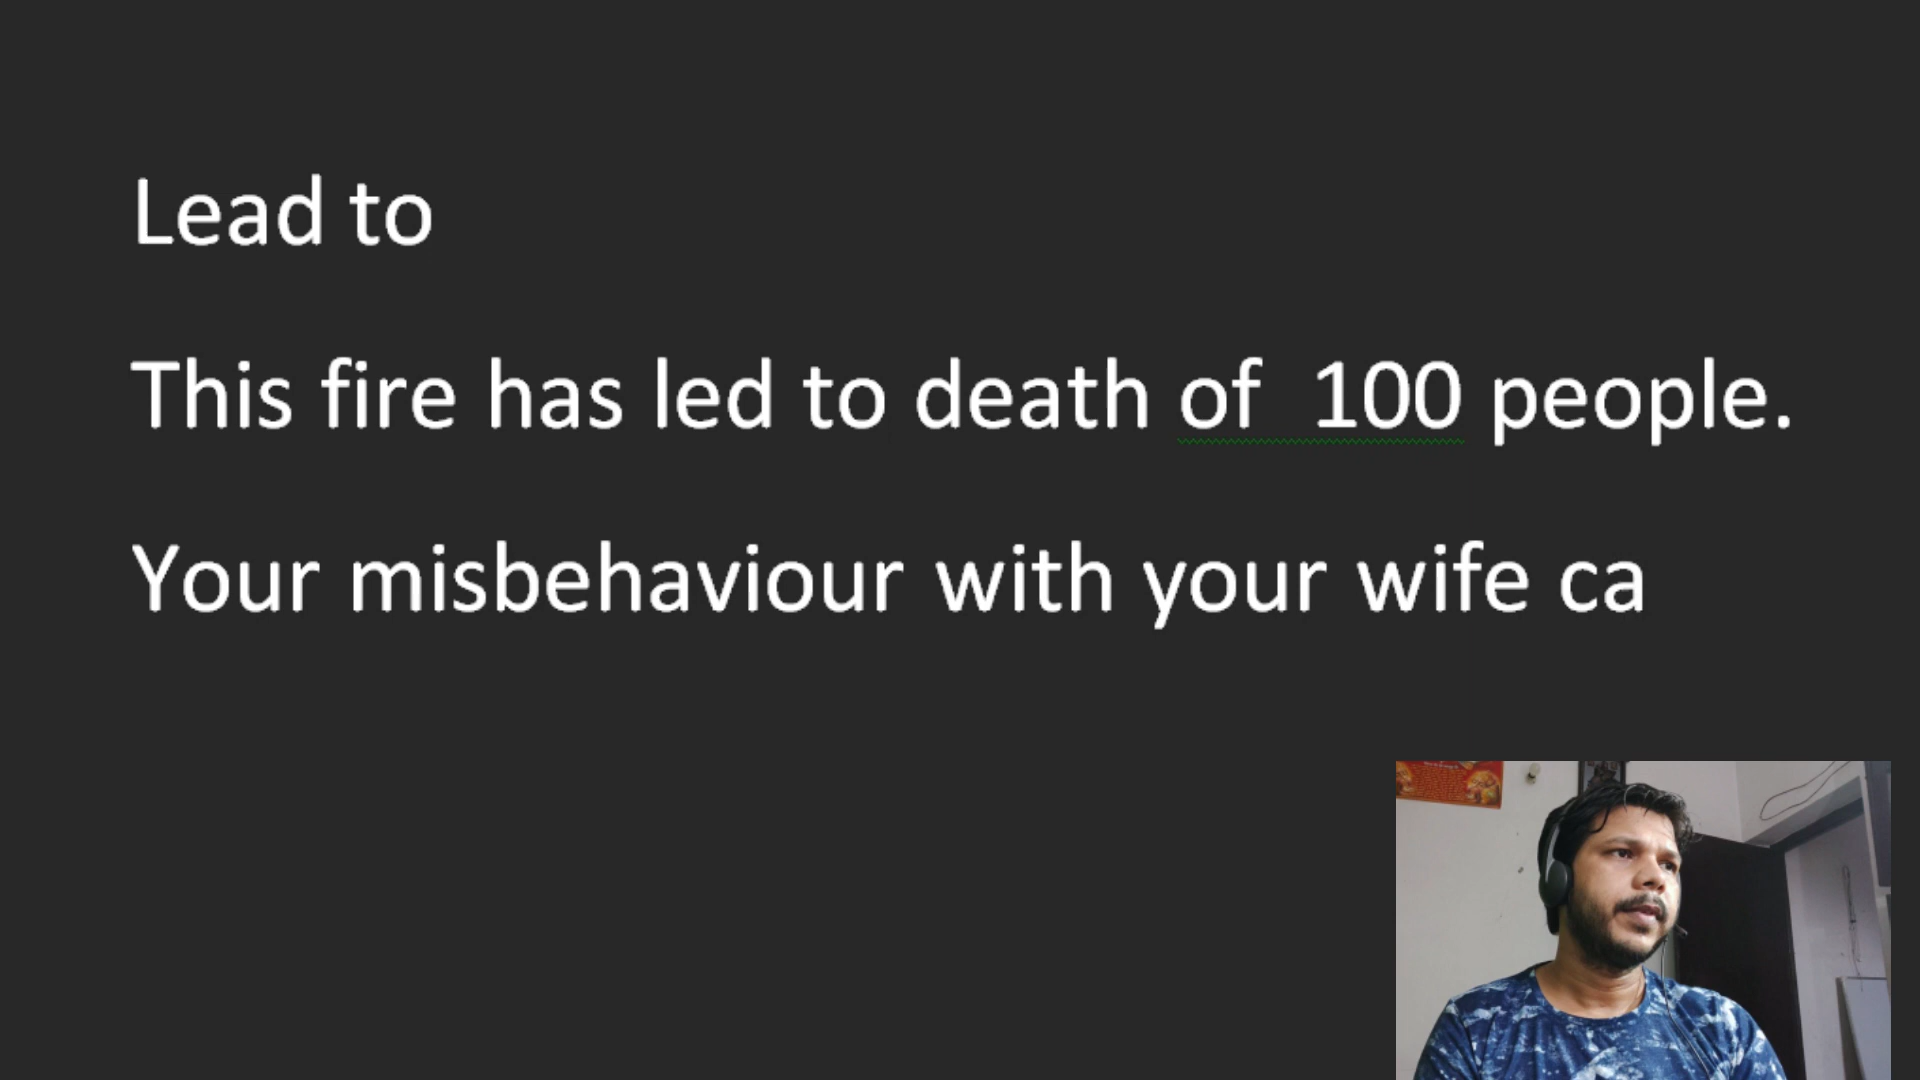 Lead to
This fire has led to death of  100 people.
Your misbehaviour with your wife ca